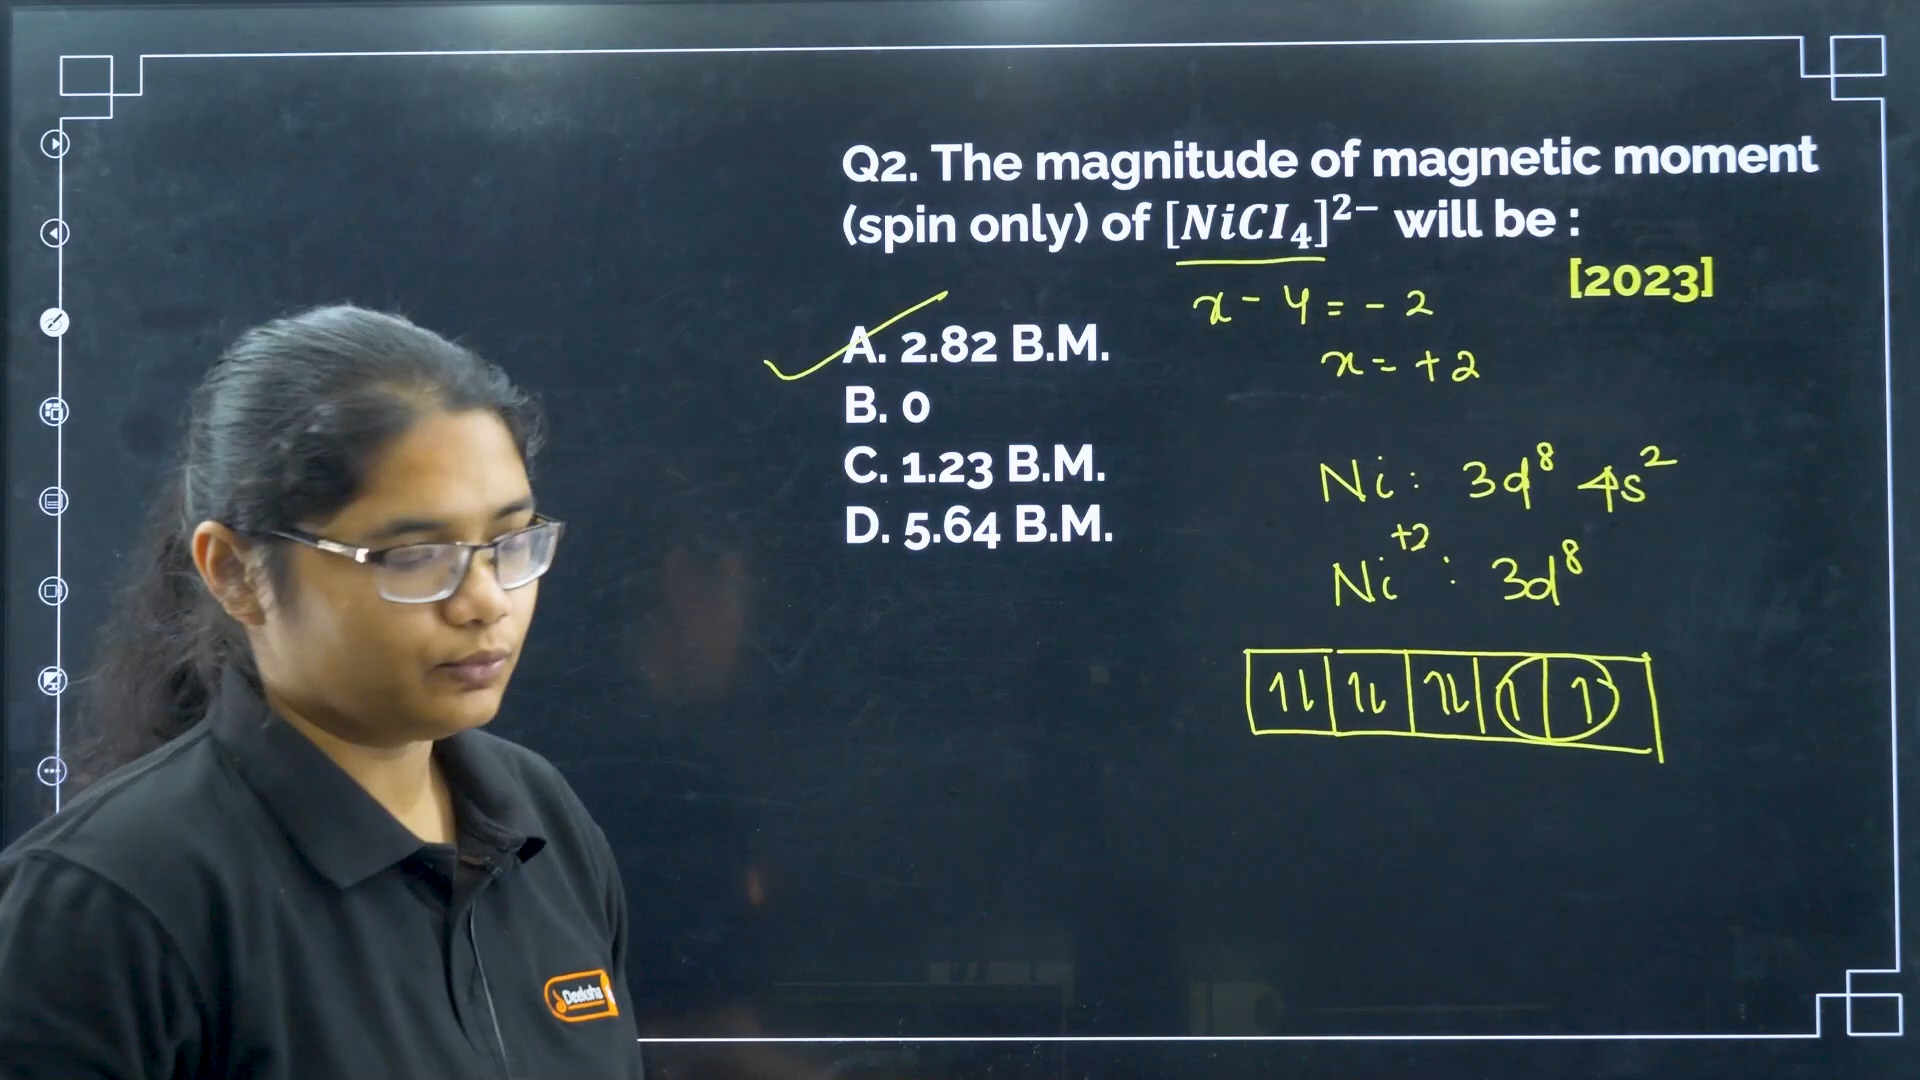 Q2. The magnitude of magnetic moment
(spin only) of [NiCI₄]²⁻ will be :
[2023]
x - 4 = - 2
A. 2.82 B.M.
x = + 2
B. 0
C. 1.23 B.M.
Ni : 3d⁸ 4s²
D. 5.64 B.M.
Ni⁺² : 3d⁸
↿⇂ ↿⇂ ↿⇂ ↿ ↿
Deeksha